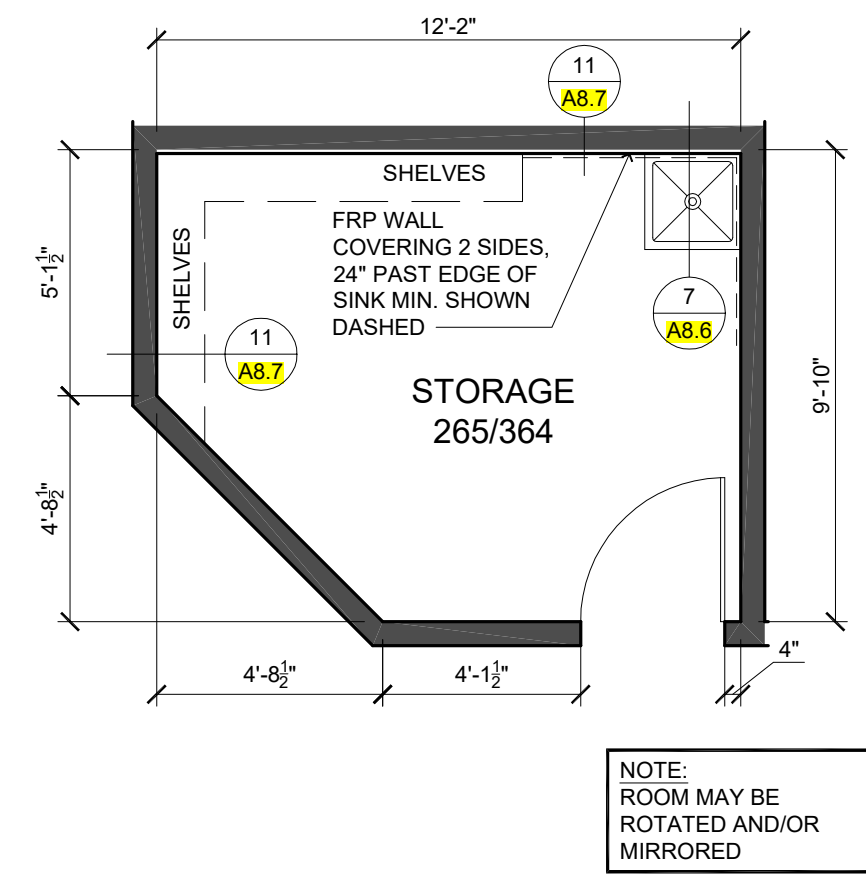 12'-2"
11
A8.7
SHELVES
FRP WALL
COVERING 2 SIDES,
24" PAST EDGE OF
SINK MIN. SHOWN
DASHED
SHELVES
5'-1½"
7
A8.6
11
A8.7
STORAGE
265/364
9'-10"
4'-8½"
4'-8½"
4'-1½"
4"
NOTE:
ROOM MAY BE
ROTATED AND/OR
MIRRORED